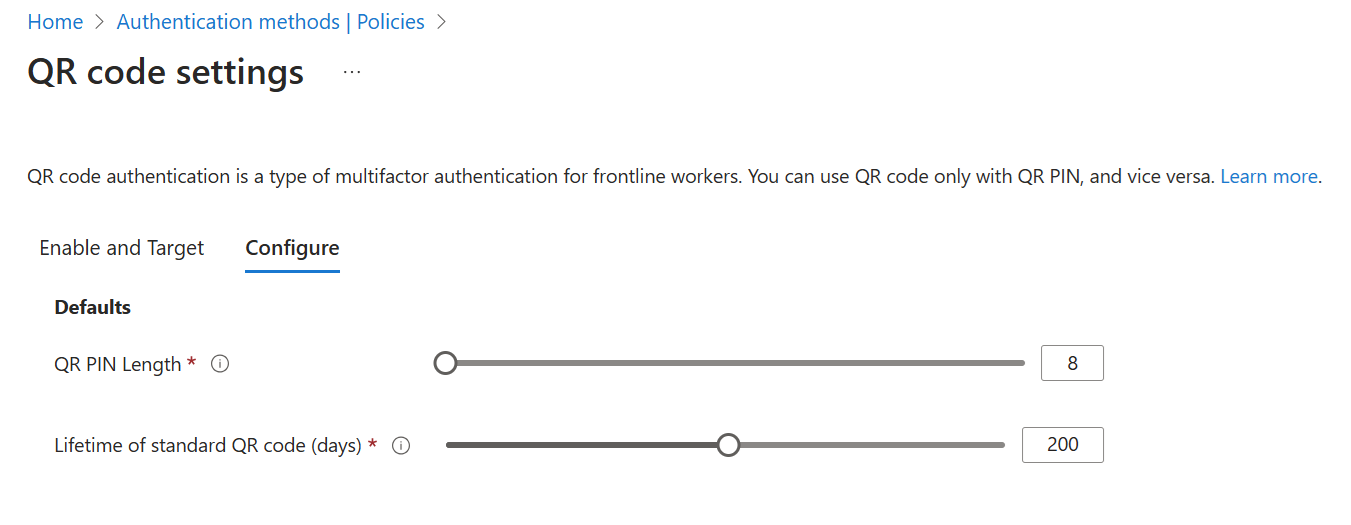 Home > Authentication methods | Policies >
QR code settings ...
QR code authentication is a type of multifactor authentication for frontline workers. You can use QR code only with QR PIN, and vice versa. Learn more.
Enable and Target Configure
Defaults
QR PIN Length * 8
Lifetime of standard QR code (days) * 200